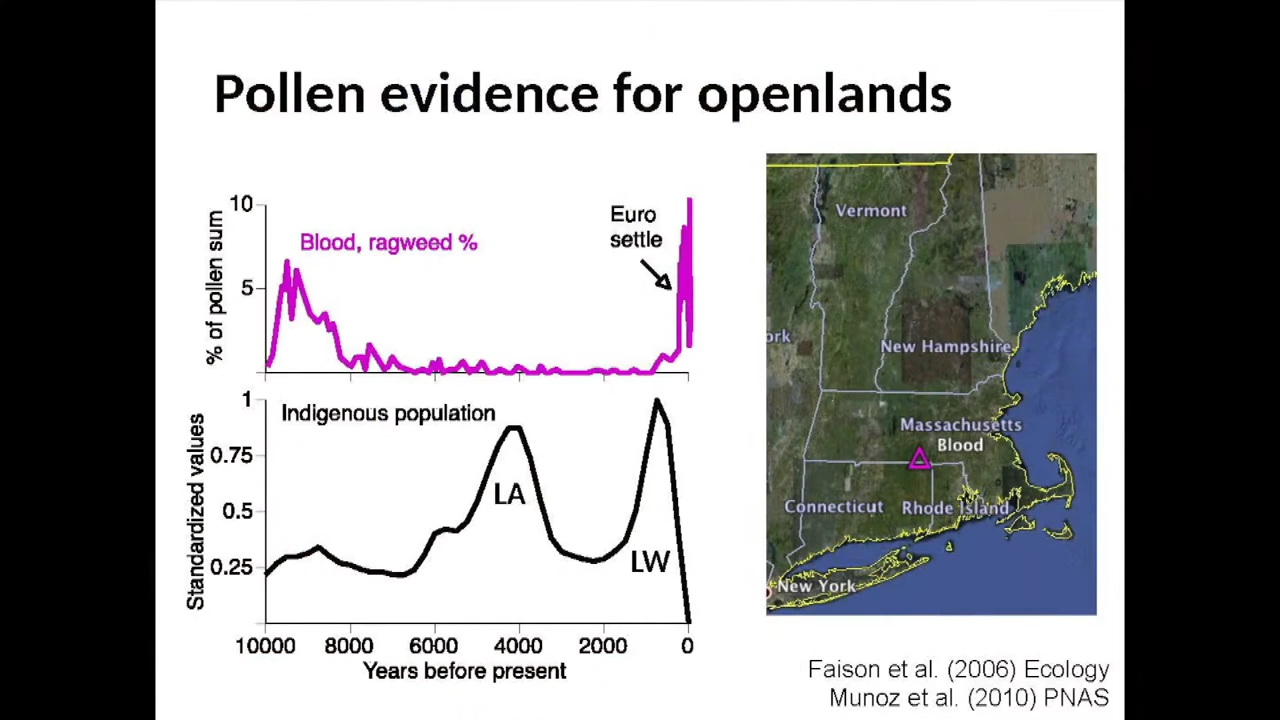 Pollen evidence for openlands
10
5
% of pollen sum
Blood, ragweed %
Euro
settle
1
0.75
0.5
0.25
Standardized values
Indigenous population
LA
LW
10000 8000 6000 4000 2000 0
Years before present
Vermont
ork
New Hampshire
Massachusetts
Blood
Connecticut Rhode Island
New York
Faison et al. (2006) Ecology
Munoz et al. (2010) PNAS